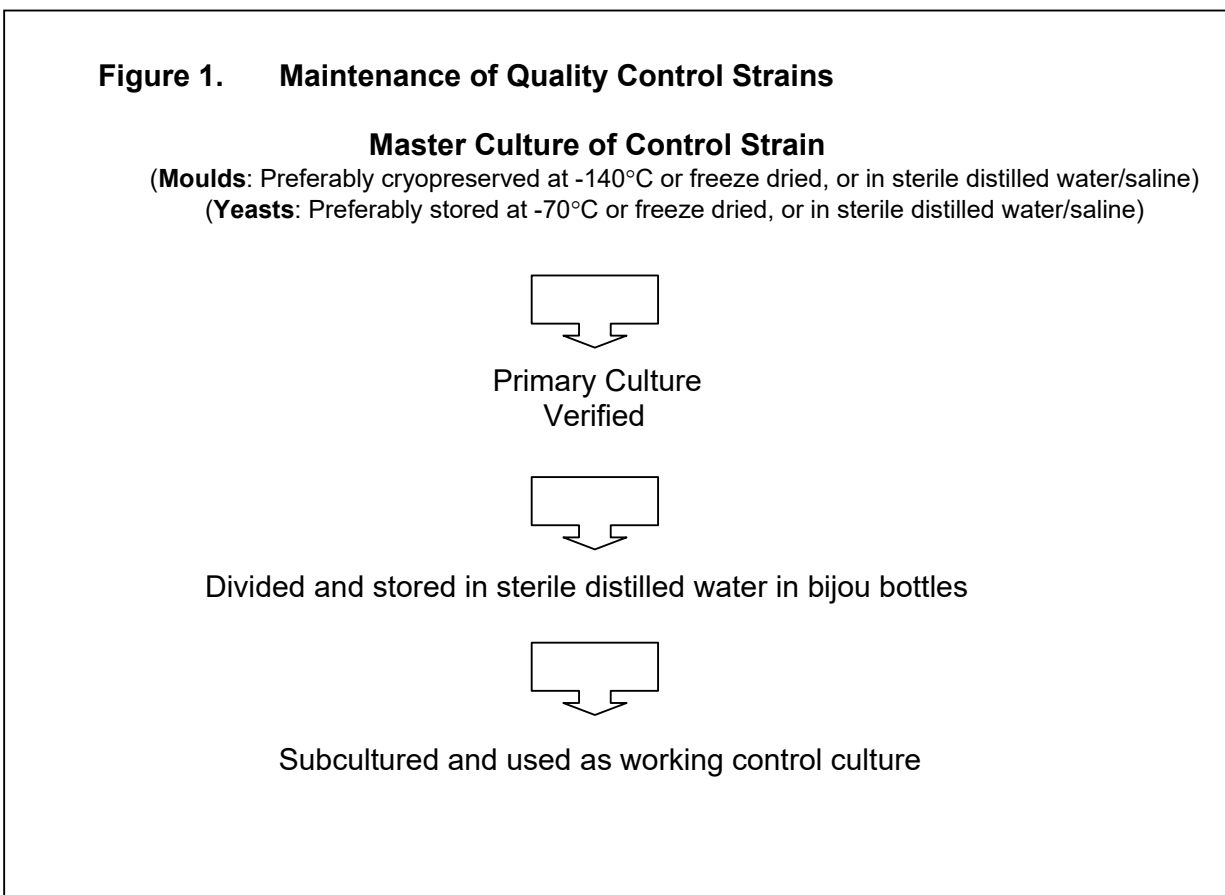 Figure 1. Maintenance of Quality Control Strains
Master Culture of Control Strain
(Moulds: Preferably cryopreserved at -140°C or freeze dried, or in sterile distilled water/saline)
(Yeasts: Preferably stored at -70°C or freeze dried, or in sterile distilled water/saline)
Primary Culture
Verified
Divided and stored in sterile distilled water in bijou bottles
Subcultured and used as working control culture